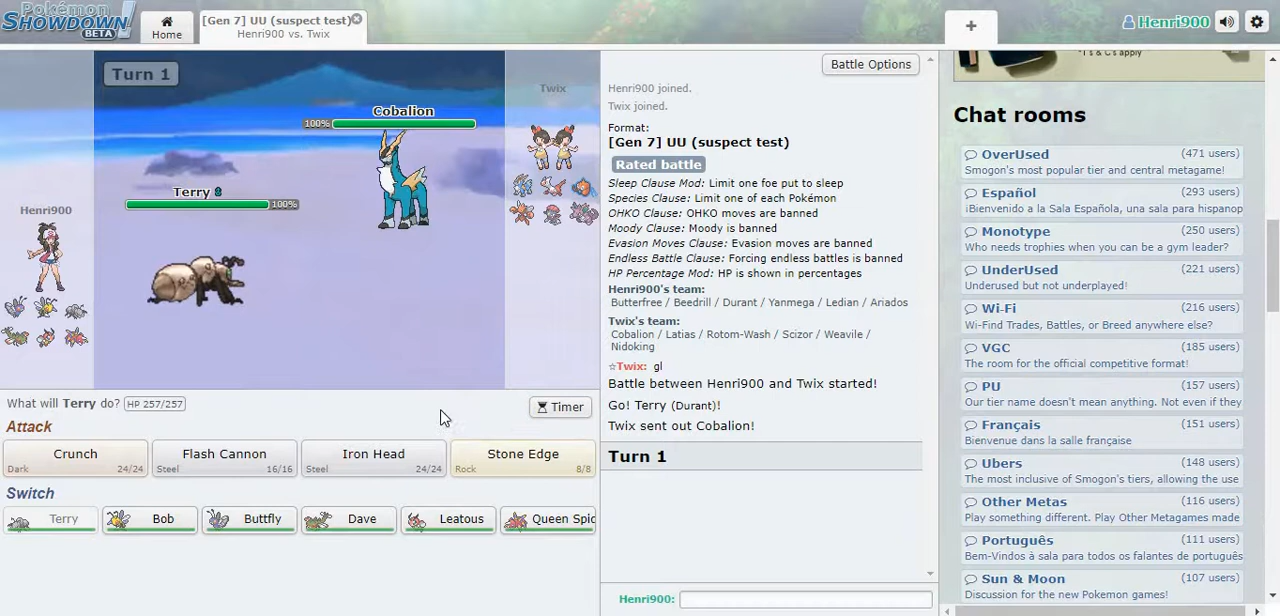 Pokémon
SHOWDOWN!
BETA
Home
[Gen 7] UU (suspect test)
Henri900 vs. Twix
+
Henri900
Turn 1
Cobalion
100%
Terry
100%
Henri900
Twix
What will Terry do? HP 257/257
Timer
Attack
Crunch
Dark 24/24
Flash Cannon
Steel 16/16
Iron Head
Steel 24/24
Stone Edge
Rock 8/8
Switch
Terry
Bob
Buttfly
Dave
Leatous
Queen Spic
Battle Options
Henri900 joined.
Twix joined.
Format:
[Gen 7] UU (suspect test)
Rated battle
Sleep Clause Mod: Limit one foe put to sleep
Species Clause: Limit one of each Pokémon
OHKO Clause: OHKO moves are banned
Moody Clause: Moody is banned
Evasion Moves Clause: Evasion moves are banned
Endless Battle Clause: Forcing endless battles is banned
HP Percentage Mod: HP is shown in percentages
Henri900's team:
Butterfree / Beedrill / Durant / Yanmega / Ledian / Ariados
Twix's team:
Cobalion / Latias / Rotom-Wash / Scizor / Weavile /
Nidoking
☆Twix: gl
Battle between Henri900 and Twix started!
Go! Terry (Durant)!
Twix sent out Cobalion!
Turn 1
Henri900:
T's & C's apply
Chat rooms
OverUsed (471 users)
Smogon's most popular tier and central metagame!
Español (293 users)
¡Bienvenido a la Sala Española, una sala para hispanop
Monotype (250 users)
Who needs trophies when you can be a gym leader?
UnderUsed (221 users)
Underused but not underplayed!
Wi-Fi (216 users)
Wi-Find Trades, Battles, or Breed anywhere else?
VGC (185 users)
The room for the official competitive format!
PU (157 users)
Our tier name doesn't mean anything. Not even if they
Français (151 users)
Bienvenue dans la salle française
Ubers (148 users)
The most inclusive of Smogon's tiers, allowing the use
Other Metas (116 users)
Play something different. Play Other Metagames made
Português (111 users)
Bem-Vindos à sala para todos os falantes de português
Sun & Moon (107 users)
Discussion for the new Pokemon games!